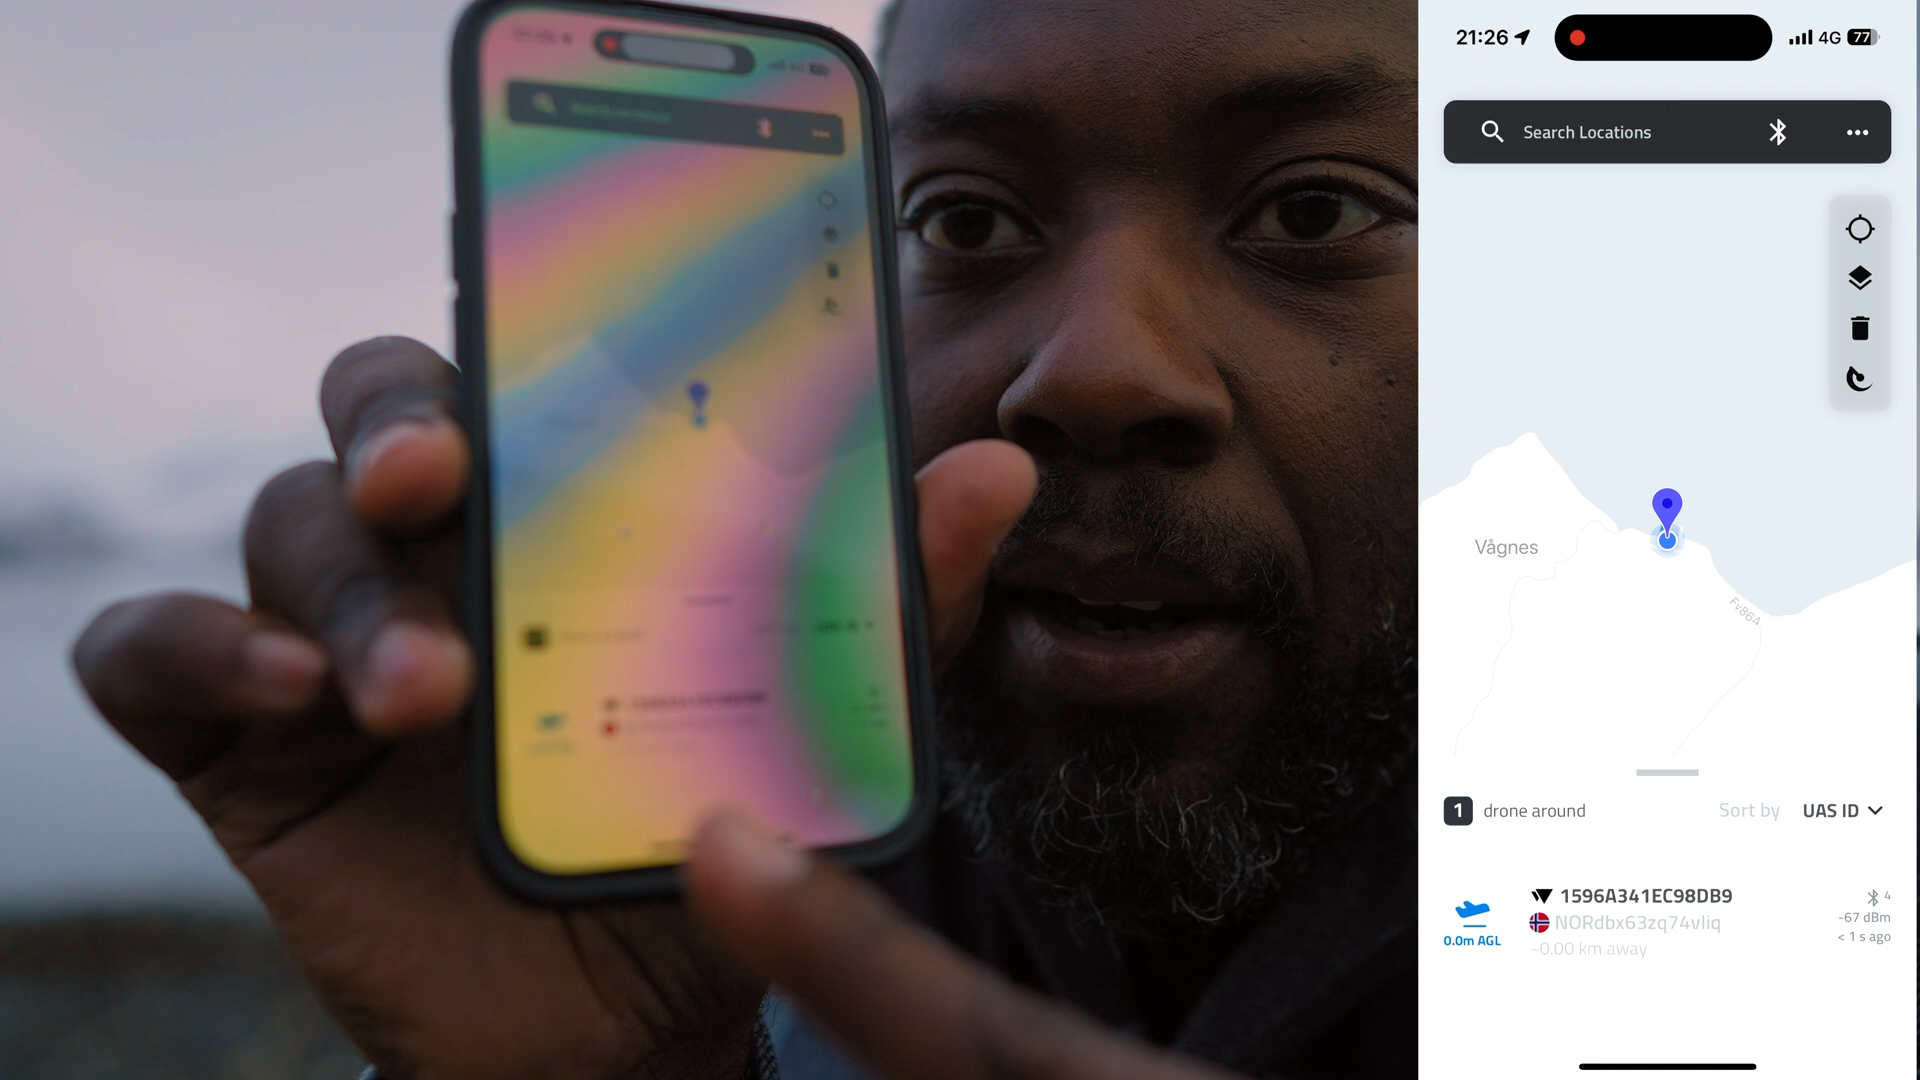 21:26
4G 77
Search Locations
Vågnes
Fv864
1 drone around
Sort by UAS ID
1596A341EC98DB9
4
NORdbx63zq74vliq
-67 dBm
0.0m AGL
< 1 s ago
~0.00 km away